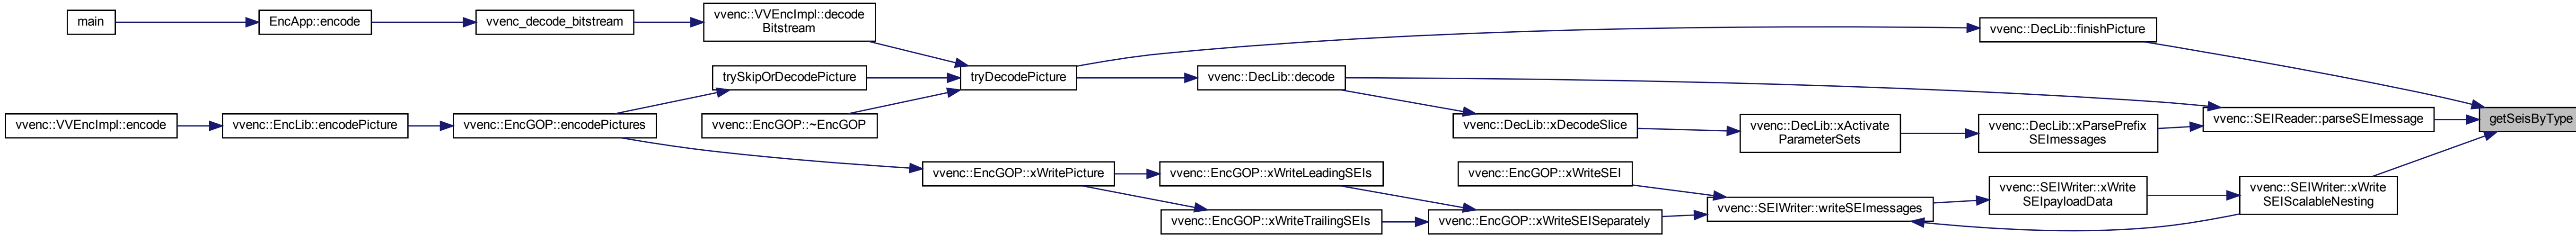 main
EncApp::encode
vvenc_decode_bitstream
vvenc::VVEncImpl::decode
Bitstream
vvenc::DecLib::finishPicture
trySkipOrDecodePicture
tryDecodePicture
vvenc::DecLib::decode
vvenc::VVEncImpl::encode
vvenc::EncLib::encodePicture
vvenc::EncGOP::encodePictures
vvenc::EncGOP::~EncGOP
vvenc::DecLib::xDecodeSlice
vvenc::DecLib::xActivate
ParameterSets
vvenc::DecLib::xParsePrefix
SEImessages
vvenc::SEIReader::parseSEImessage
getSeisByType
vvenc::EncGOP::xWritePicture
vvenc::EncGOP::xWriteLeadingSEIs
vvenc::EncGOP::xWriteSEI
vvenc::EncGOP::xWriteTrailingSEIs
vvenc::EncGOP::xWriteSEISeparately
vvenc::SEIWriter::writeSEImessages
vvenc::SEIWriter::xWrite
SEIpayloadData
vvenc::SEIWriter::xWrite
SEIScalableNesting